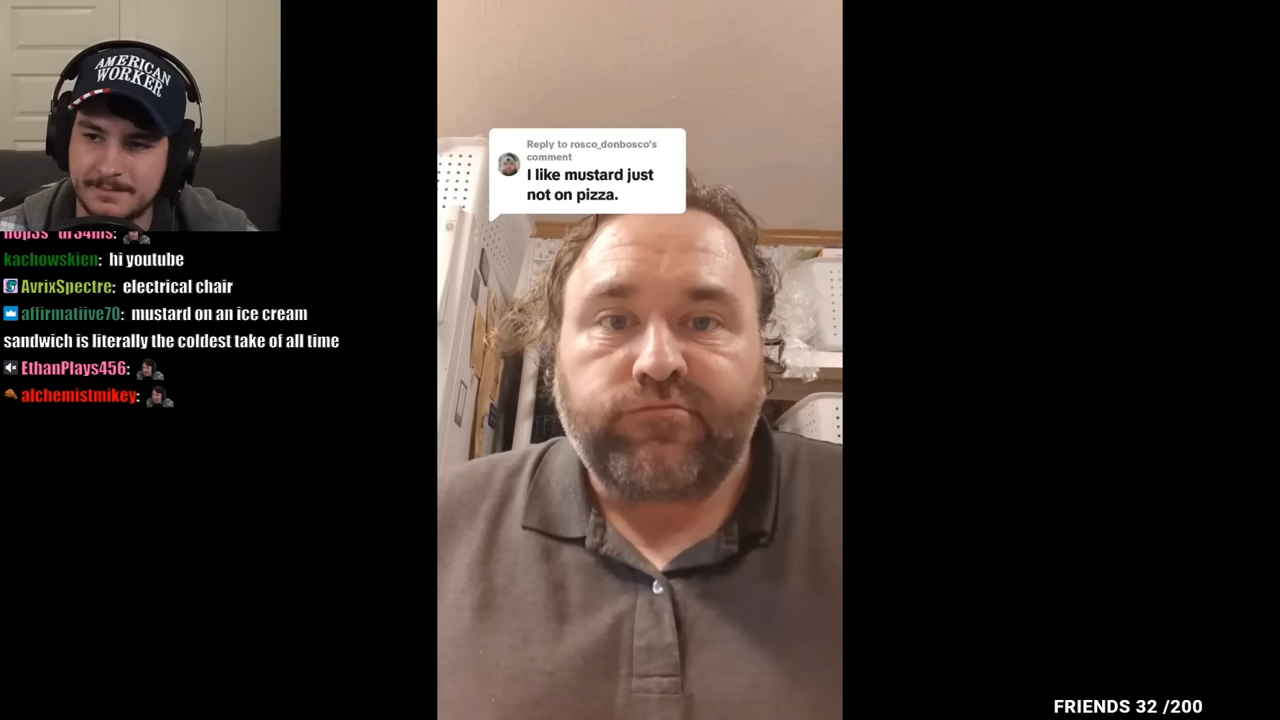 AMERICAN
WORKER
Reply to rosco_donbosco's
comment
I like mustard just
not on pizza.
kachowskien: hi youtube
AvrixSpectre: electrical chair
affirmatiive70: mustard on an ice cream
sandwich is literally the coldest take of all time
EthanPlays456:
alchemistmikey:
FRIENDS 32 /200